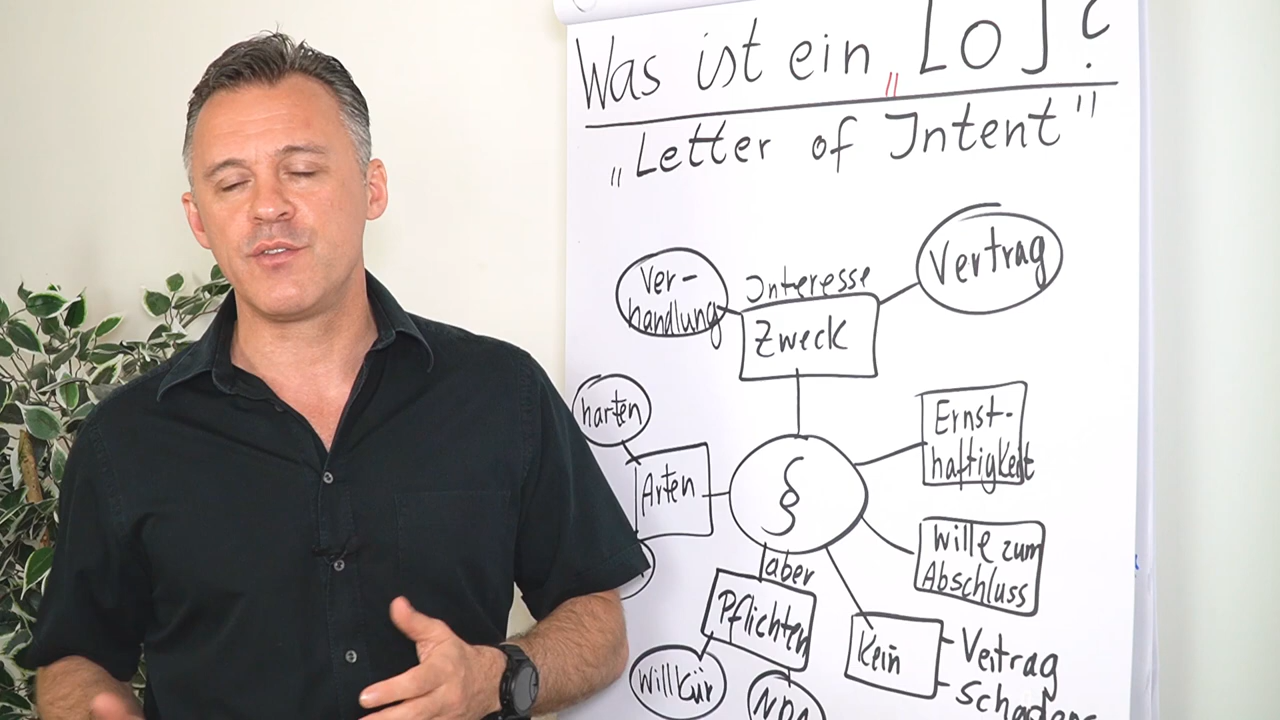 Was ist ein „LOI?
„Letter of Intent"
Ver-
handlung
Interesse
Zweck
Vertrag
harten
Arten
§
Ernst-
haftigkeit
Wille zum
Abschluss
aber
Pflichten
Willkür
NDA
Kein
Vertrag